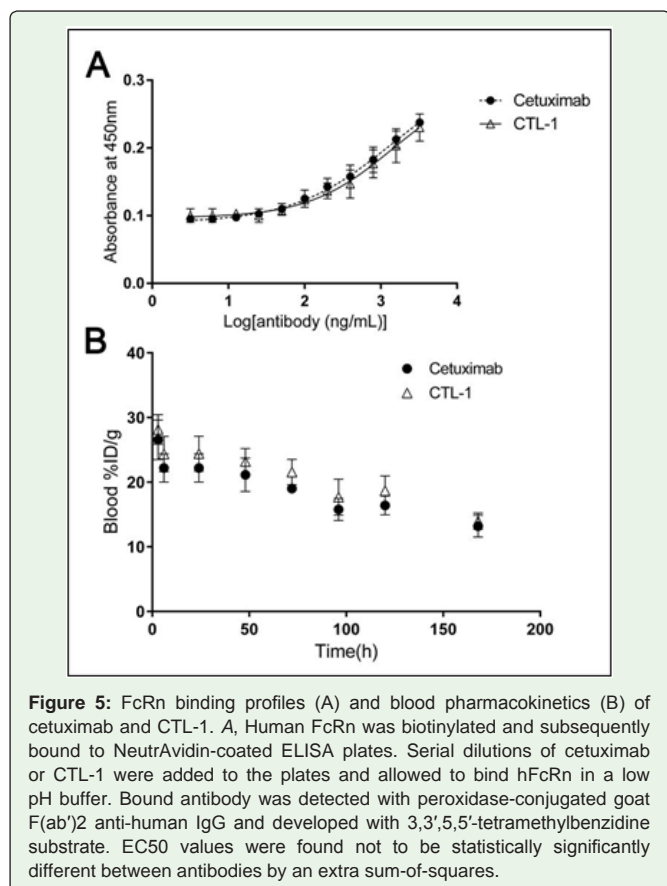 A
0.3
0.2
0.1
0.0
Absorbance at 450nm
0 1 2 3 4
Log[antibody (ng/mL)]
Cetuximab
CTL-1
B
40
30
20
10
0
Blood %ID/g
0 50 100 150 200
Time(h)
Cetuximab
CTL-1
Figure 5: FcRn binding profiles (A) and blood pharmacokinetics (B) of
cetuximab and CTL-1. A, Human FcRn was biotinylated and subsequently
bound to NeutrAvidin-coated ELISA plates. Serial dilutions of cetuximab
or CTL-1 were added to the plates and allowed to bind hFcRn in a low
pH buffer. Bound antibody was detected with peroxidase-conjugated goat
F(ab′)2 anti-human IgG and developed with 3,3′,5,5′-tetramethylbenzidine
substrate. EC50 values were found not to be statistically significantly
different between antibodies by an extra sum-of-squares.